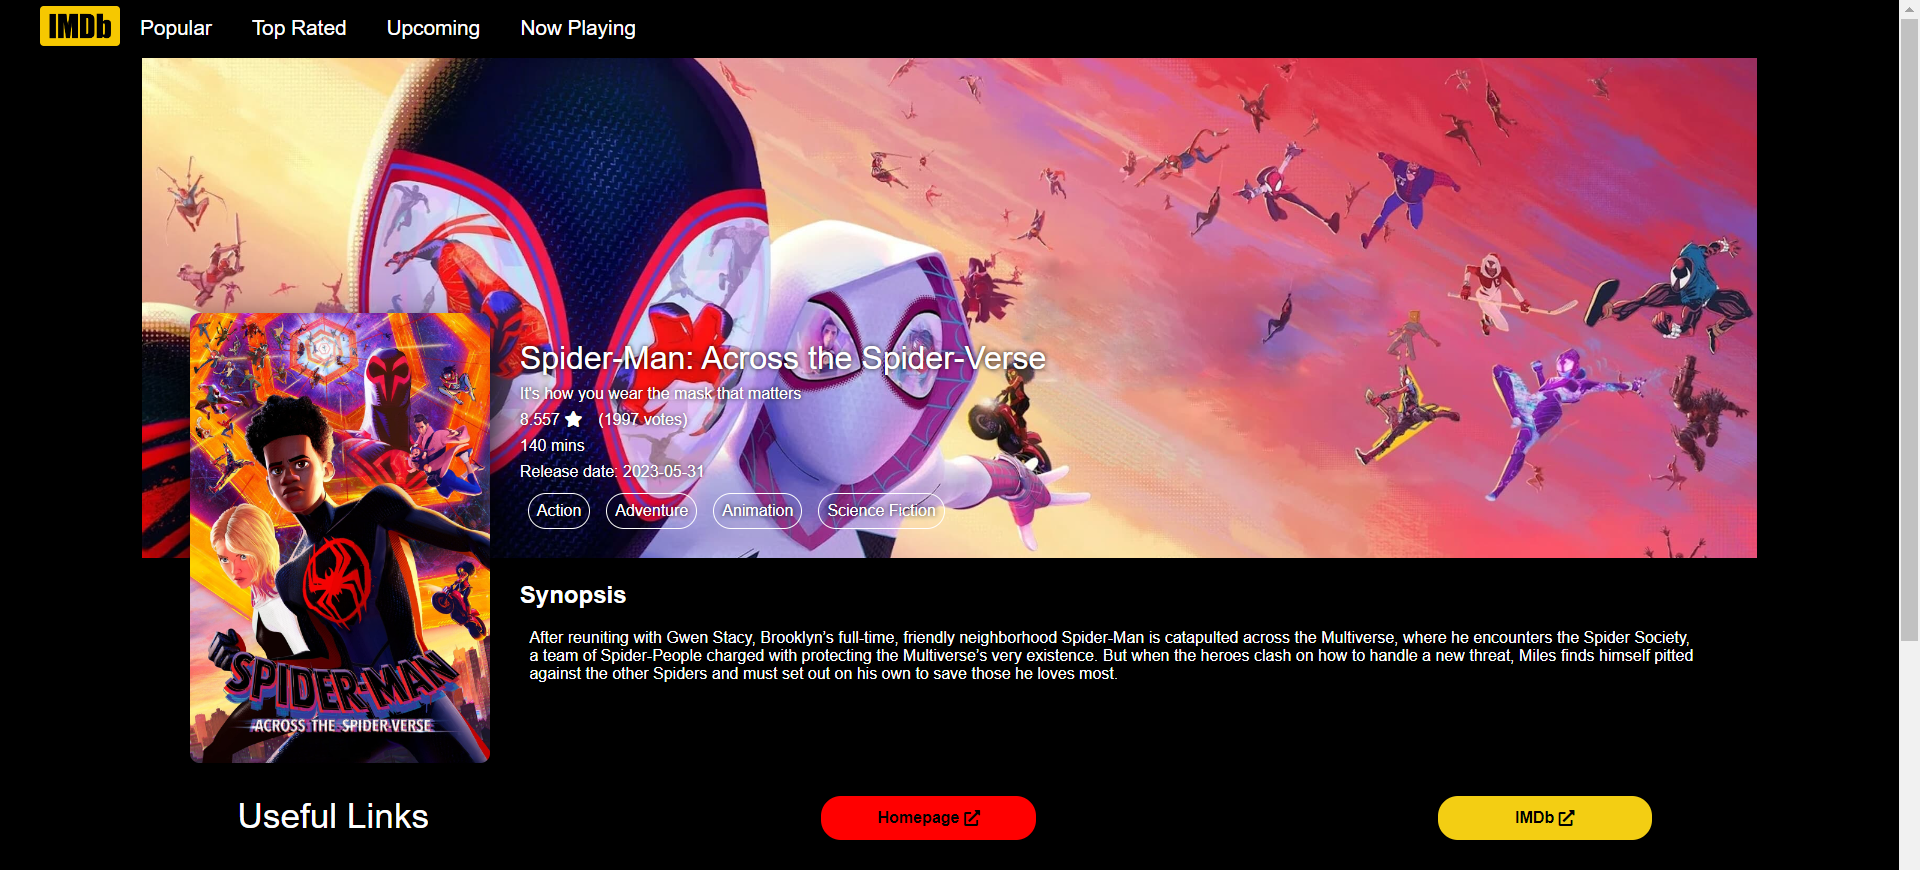 IMDb Popular Top Rated Upcoming Now Playing
Spider-Man: Across the Spider-Verse
It's how you wear the mask that matters
8.557 (1997 votes)
140 mins
Release date: 2023-05-31
Action Adventure Animation Science Fiction
SPIDER-MAN
ACROSS THE SPIDER-VERSE
Synopsis
After reuniting with Gwen Stacy, Brooklyn’s full-time, friendly neighborhood Spider-Man is catapulted across the Multiverse, where he encounters the Spider Society,
a team of Spider-People charged with protecting the Multiverse’s very existence. But when the heroes clash on how to handle a new threat, Miles finds himself pitted
against the other Spiders and must set out on his own to save those he loves most.
Useful Links Homepage IMDb